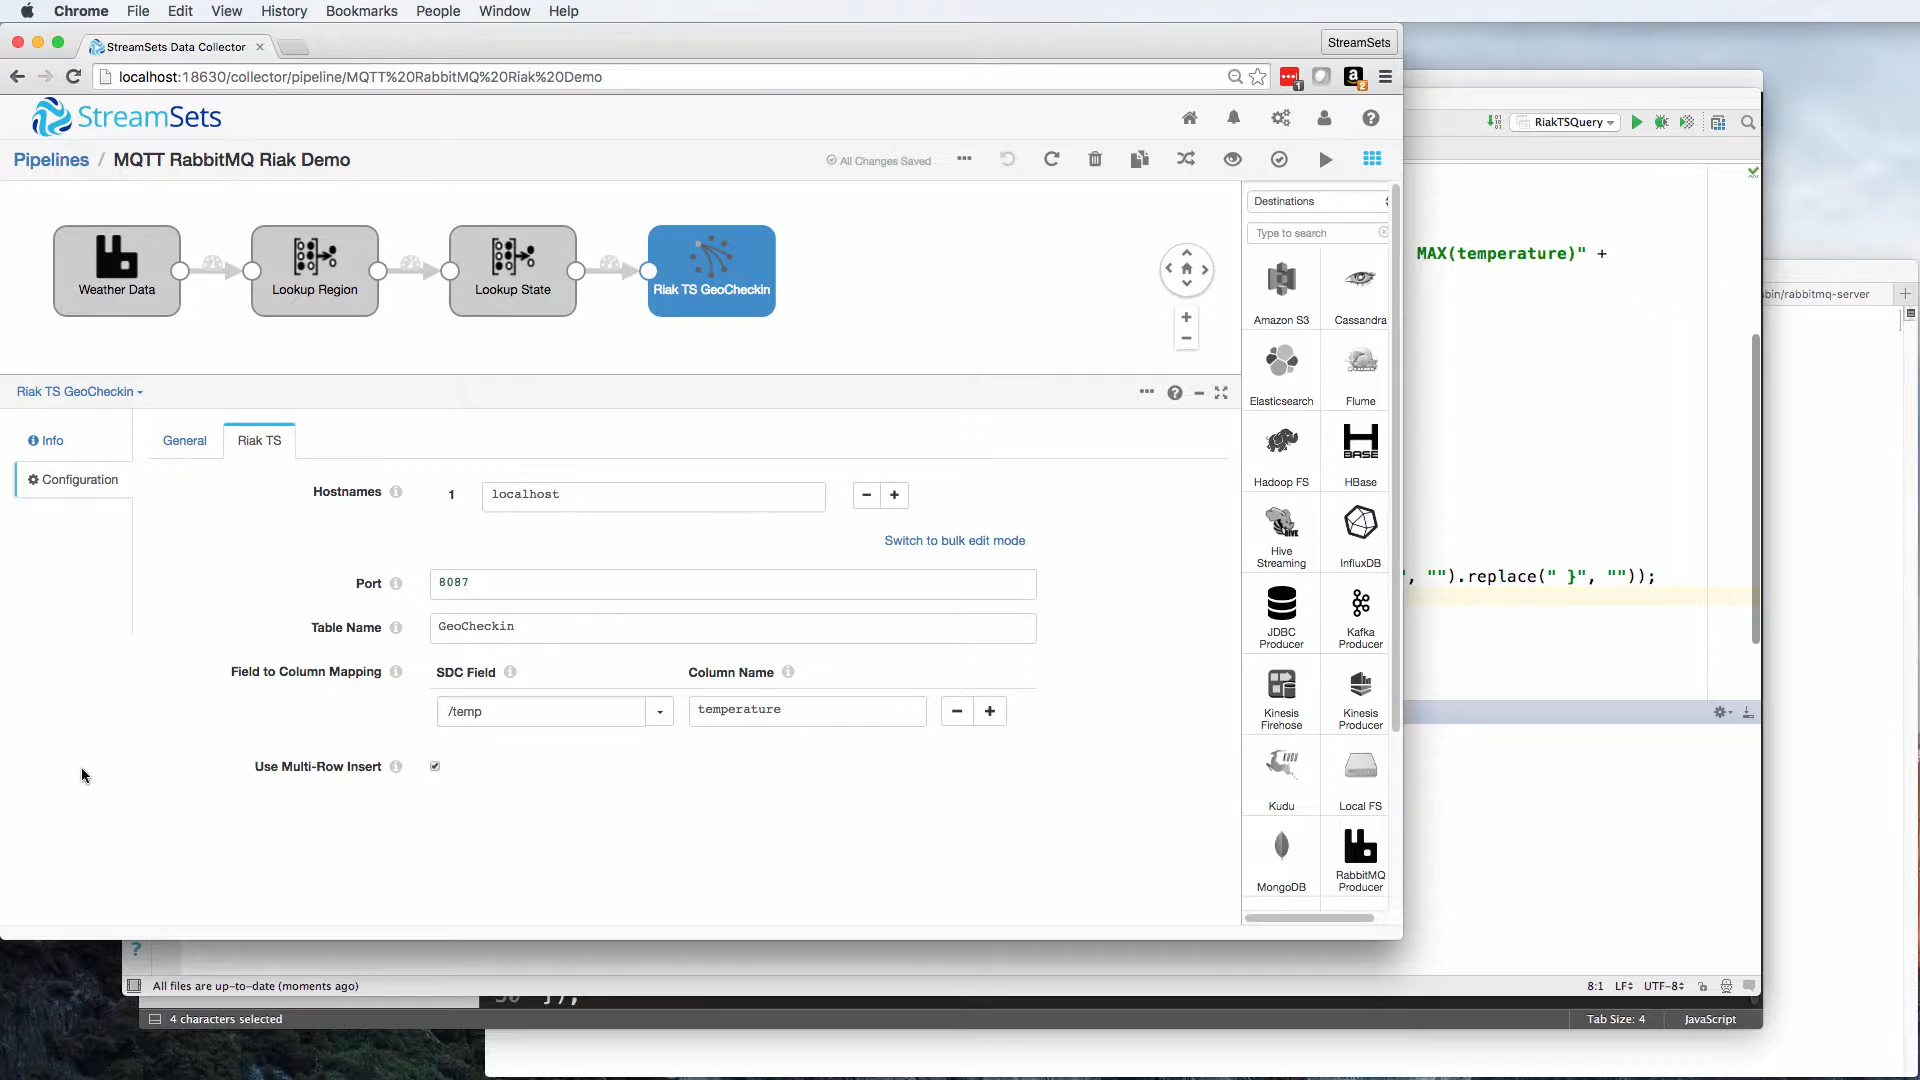 Chrome File Edit View History Bookmarks People Window Help
StreamSets Data Collector
StreamSets
localhost:18630/collector/pipeline/MQTT%20RabbitMQ%20Riak%20Demo
1
2
StreamSets
RiakTSQuery
Pipelines / MQTT RabbitMQ Riak Demo
All Changes Saved
Weather Data
Lookup Region
Lookup State
Riak TS GeoCheckin
Destinations
Type to search
MAX(temperature)" +
bin/rabbitmq-server
Amazon S3
Cassandra
Elasticsearch
Flume
Hadoop FS
HBASE
HBase
HIVE
Hive
Streaming
InfluxDB
JDBC
Producer
Kafka
Producer
Kinesis
Firehose
Kinesis
Producer
Kudu
Local FS
MongoDB
RabbitMQ
Producer
Riak TS GeoCheckin
Info
Configuration
General
Riak TS
Hostnames
1
localhost
Switch to bulk edit mode
Port
8087
Table Name
GeoCheckin
Field to Column Mapping
SDC Field
Column Name
/temp
temperature
Use Multi-Row Insert
, "").replace(" }", ""));
All files are up-to-date (moments ago)
8:1 LF UTF-8
4 characters selected
Tab Size: 4
JavaScript